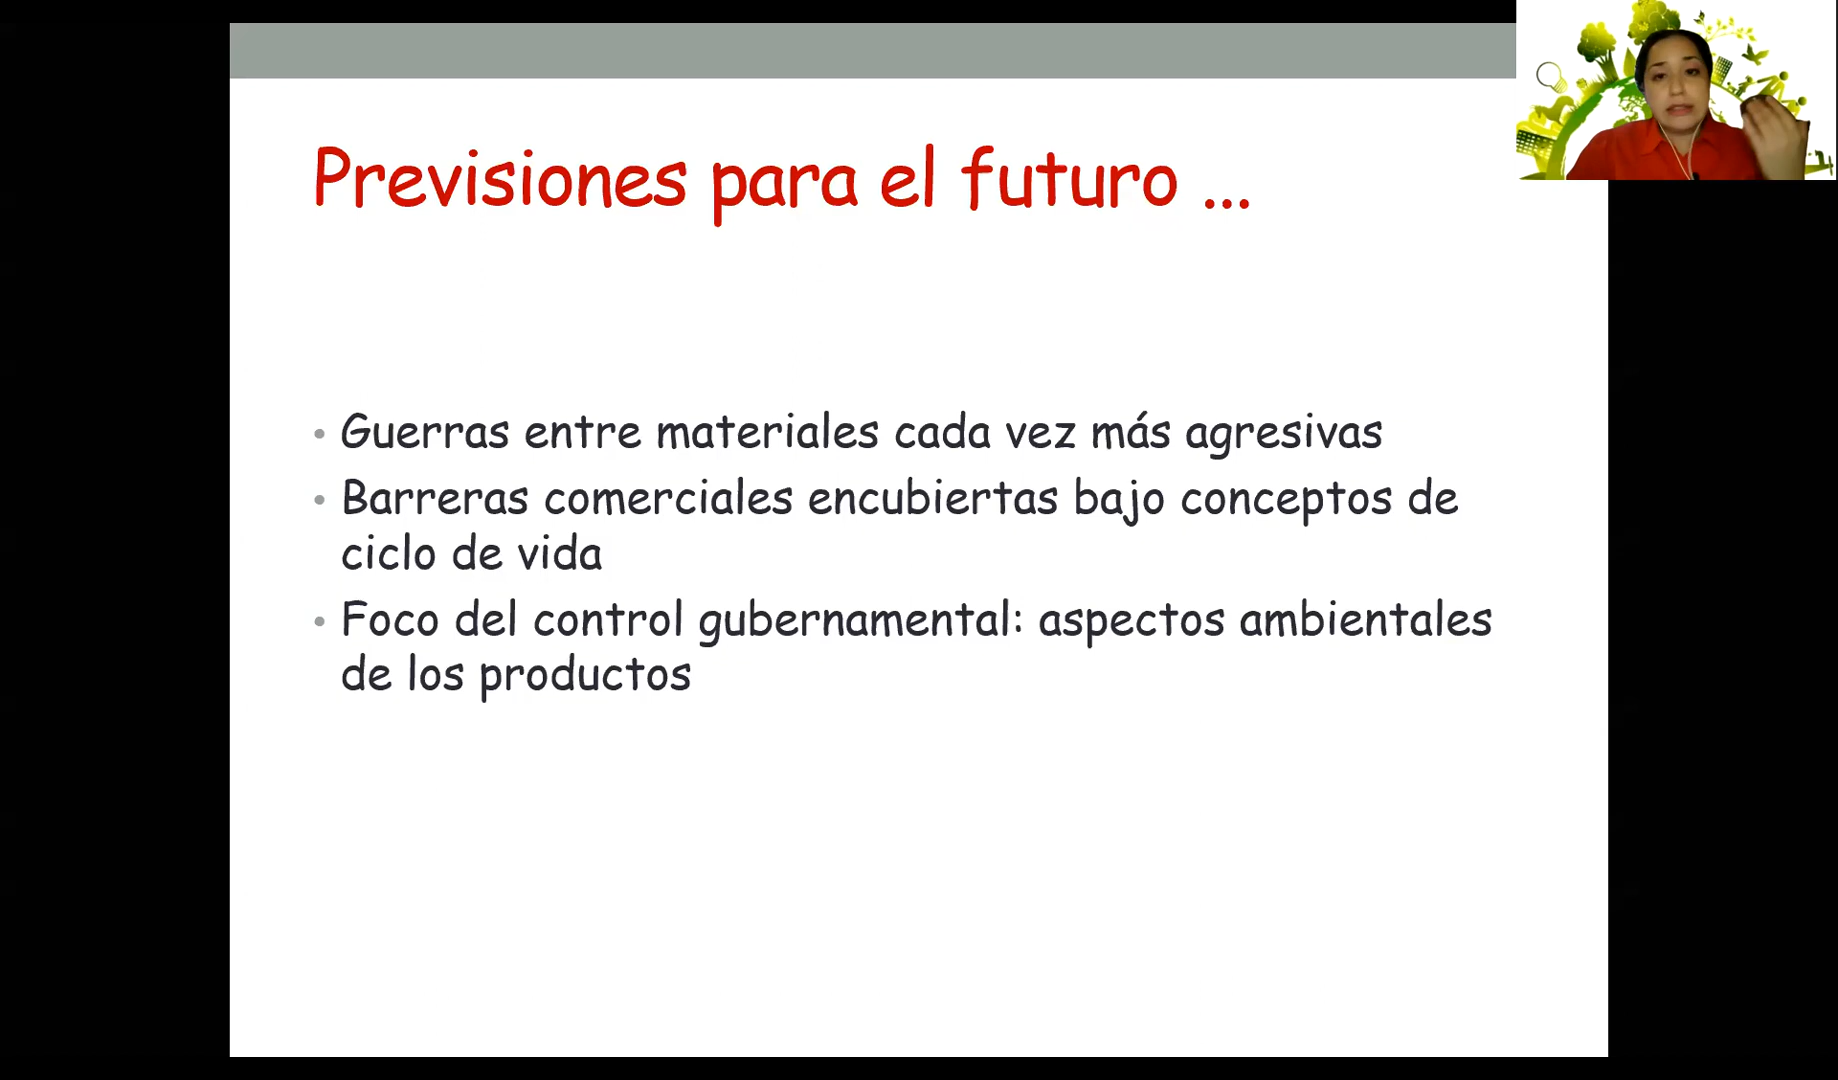 Previsiones para el futuro ...
• Guerras entre materiales cada vez más agresivas
• Barreras comerciales encubiertas bajo conceptos de
ciclo de vida
• Foco del control gubernamental: aspectos ambientales
de los productos